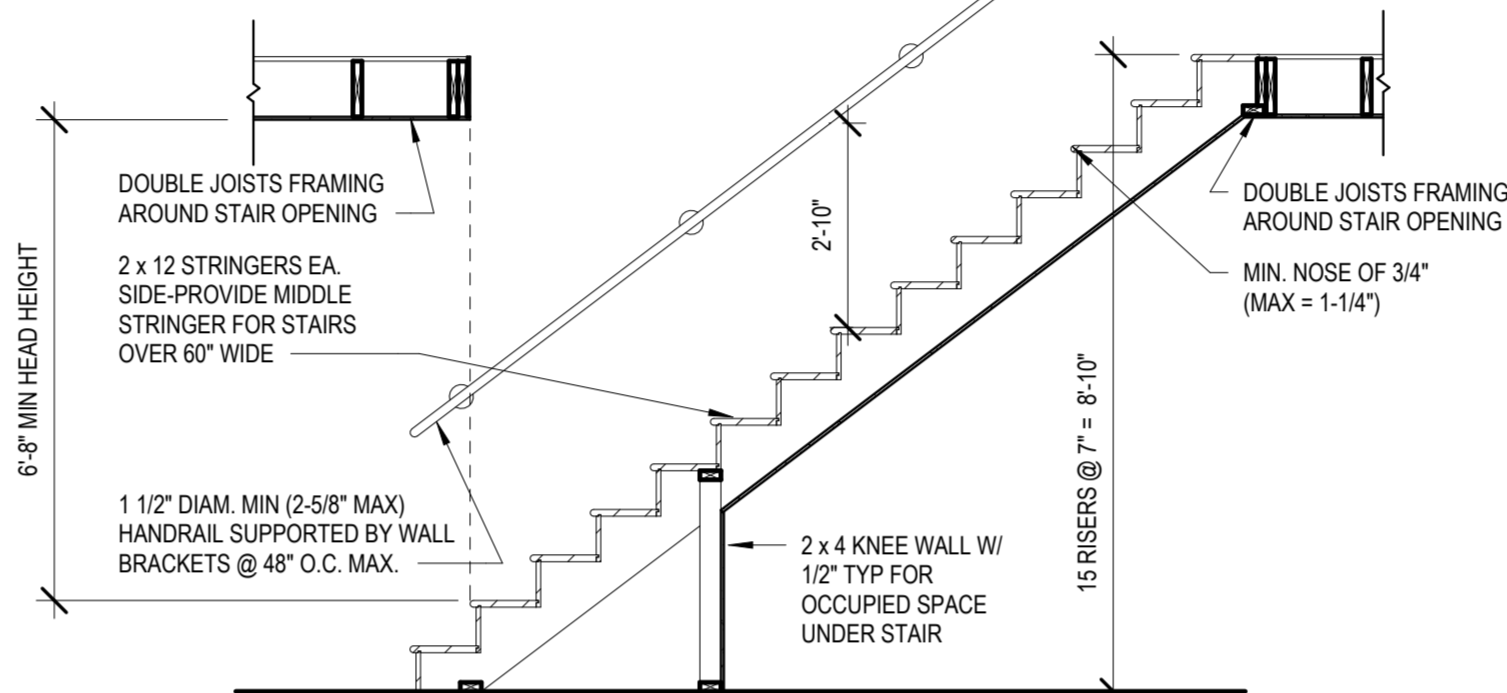 DOUBLE JOISTS FRAMING
AROUND STAIR OPENING
2 x 12 STRINGERS EA.
SIDE-PROVIDE MIDDLE
STRINGER FOR STAIRS
OVER 60" WIDE
6'-8" MIN HEAD HEIGHT
1 1/2" DIAM. MIN (2-5/8" MAX)
HANDRAIL SUPPORTED BY WALL
BRACKETS @ 48" O.C. MAX.
2'-10"
2 x 4 KNEE WALL W/
1/2" TYP FOR
OCCUPIED SPACE
UNDER STAIR
15 RISERS @ 7" = 8'-10"
DOUBLE JOISTS FRAMING
AROUND STAIR OPENING
MIN. NOSE OF 3/4"
(MAX = 1-1/4")